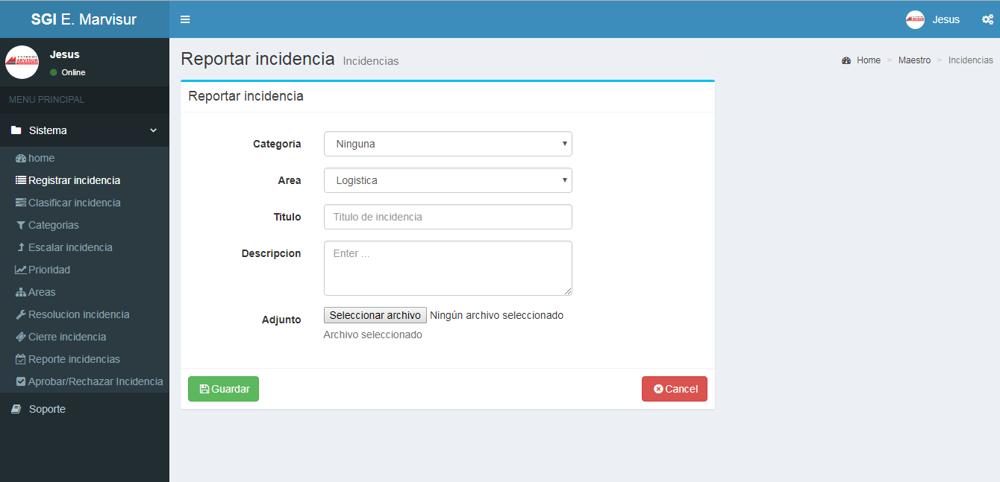 SGI E. Marvisur
Jesus
Jesus
Online
MENU PRINCIPAL
Sistema
home
Registrar incidencia
Clasificar incidencia
Categorias
Escalar incidencia
Prioridad
Areas
Resolucion incidencia
Cierre incidencia
Reporte incidencias
Aprobar/Rechazar Incidencia
Soporte
Reportar incidencia Incidencias
Home > Maestro > Incidencias
Reportar incidencia
Categoria Ninguna
Area Logistica
Titulo Titulo de incidencia
Descripcion Enter ...
Adjunto Seleccionar archivo Ningún archivo seleccionado
Archivo seleccionado
Guardar Cancel